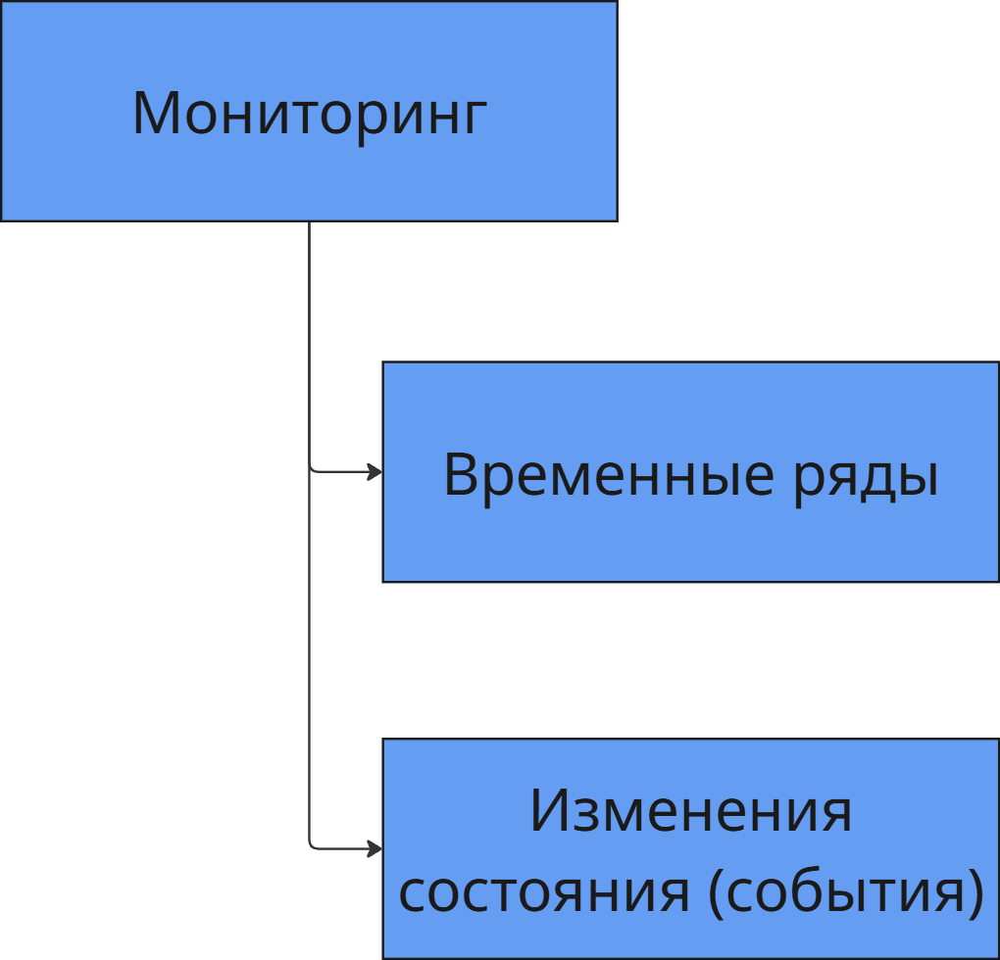 Мониторинг
Временные ряды
Изменения
состояния (события)